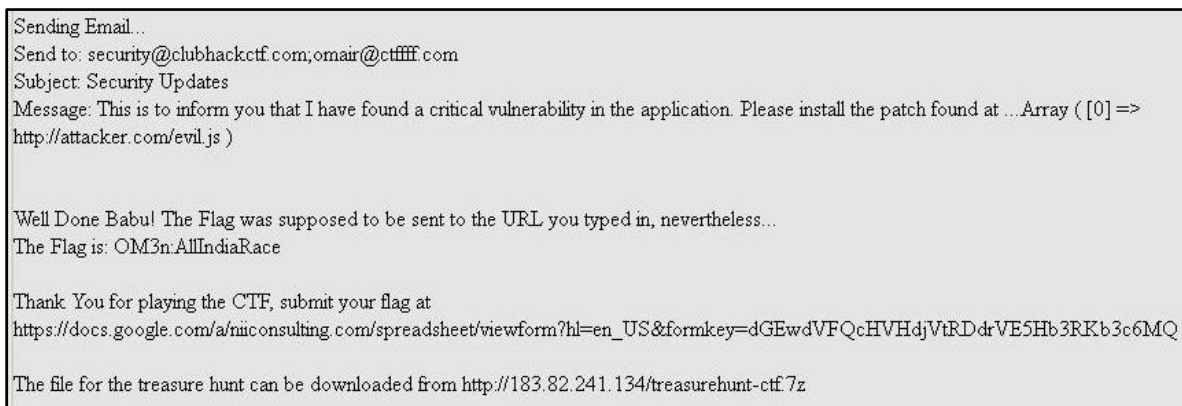 Sending Email...
Send to: security@clubhackctf.com;omair@ctfffff.com
Subject: Security Updates
Message: This is to inform you that I have found a critical vulnerability in the application. Please install the patch found at ...Array ( [0] =>
http://attacker.com/evil.js )
Well Done Babu! The Flag was supposed to be sent to the URL you typed in, nevertheless...
The Flag is: OM3n:AllIndiaRace
Thank You for playing the CTF, submit your flag at
https://docs.google.com/a/niiconsulting.com/spreadsheet/viewform?hl=en_US&formkey=dGEwdVFQcHVHdjVtRDdrVE5Hb3RKb3c6MQ
The file for the treasure hunt can be downloaded from http://183.82.241.134/treasurehunt-ctf.7z